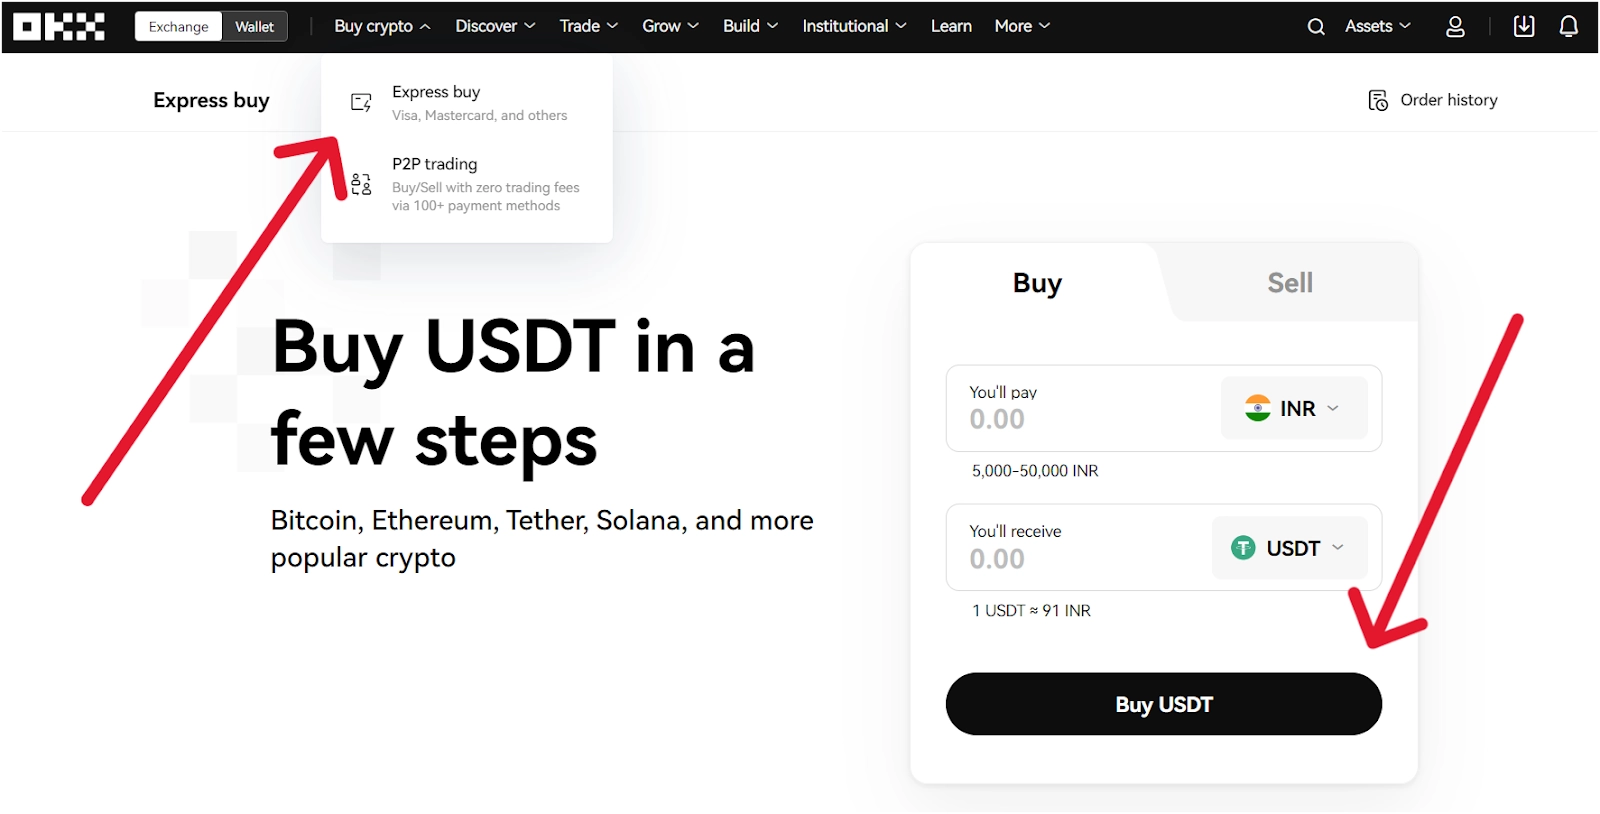 OKX
Exchange Wallet Buy crypto Discover Trade Grow Build Institutional Learn More Assets
Express buy
Order history
Express buy
Visa, Mastercard, and others
P2P trading
Buy/Sell with zero trading fees
via 100+ payment methods
Buy USDT in a
few steps
Bitcoin, Ethereum, Tether, Solana, and more
popular crypto
Buy Sell
You'll pay
0.00
INR
5,000-50,000 INR
You'll receive
0.00
USDT
1 USDT ≈ 91 INR
Buy USDT